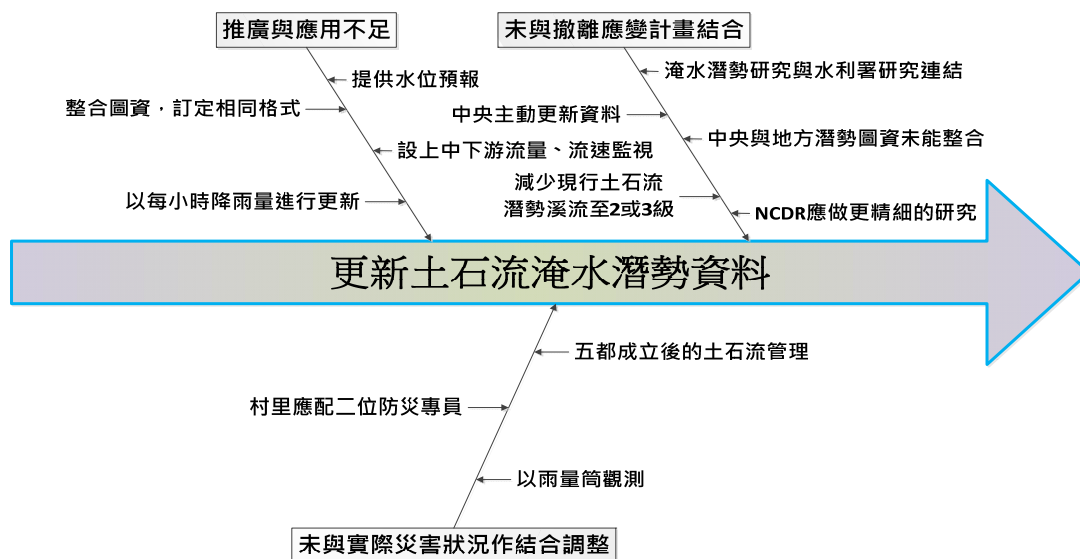 推廣與應用不足
提供水位預報
整合圖資，訂定相同格式
設上中下游流量、流速監視
以每小時降雨量進行更新
未與撤離應變計畫結合
淹水潛勢研究與水利署研究連結
中央主動更新資料
中央與地方潛勢圖資未能整合
減少現行土石流
潛勢溪流至2或3級
NCDR應做更精細的研究
更新土石流淹水潛勢資料
五都成立後的土石流管理
村里應配二位防災專員
以雨量筒觀測
未與實際災害狀況作結合調整